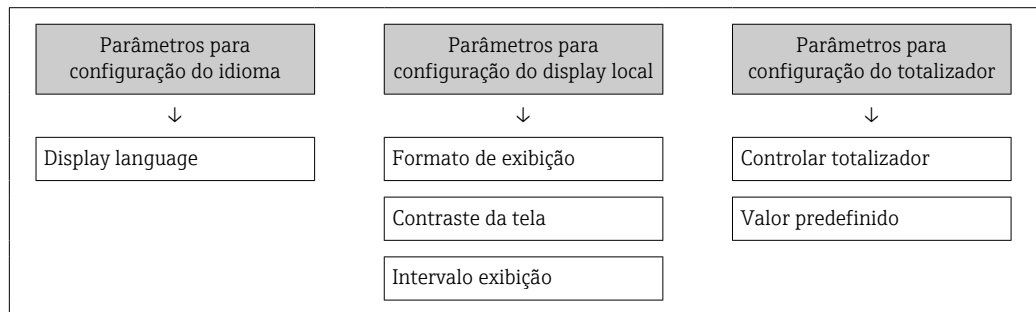 Parâmetros para
configuração do idioma
↓
Display language
Parâmetros para
configuração do display local
↓
Formato de exibição
Contraste da tela
Intervalo exibição
Parâmetros para
configuração do totalizador
↓
Controlar totalizador
Valor predefinido